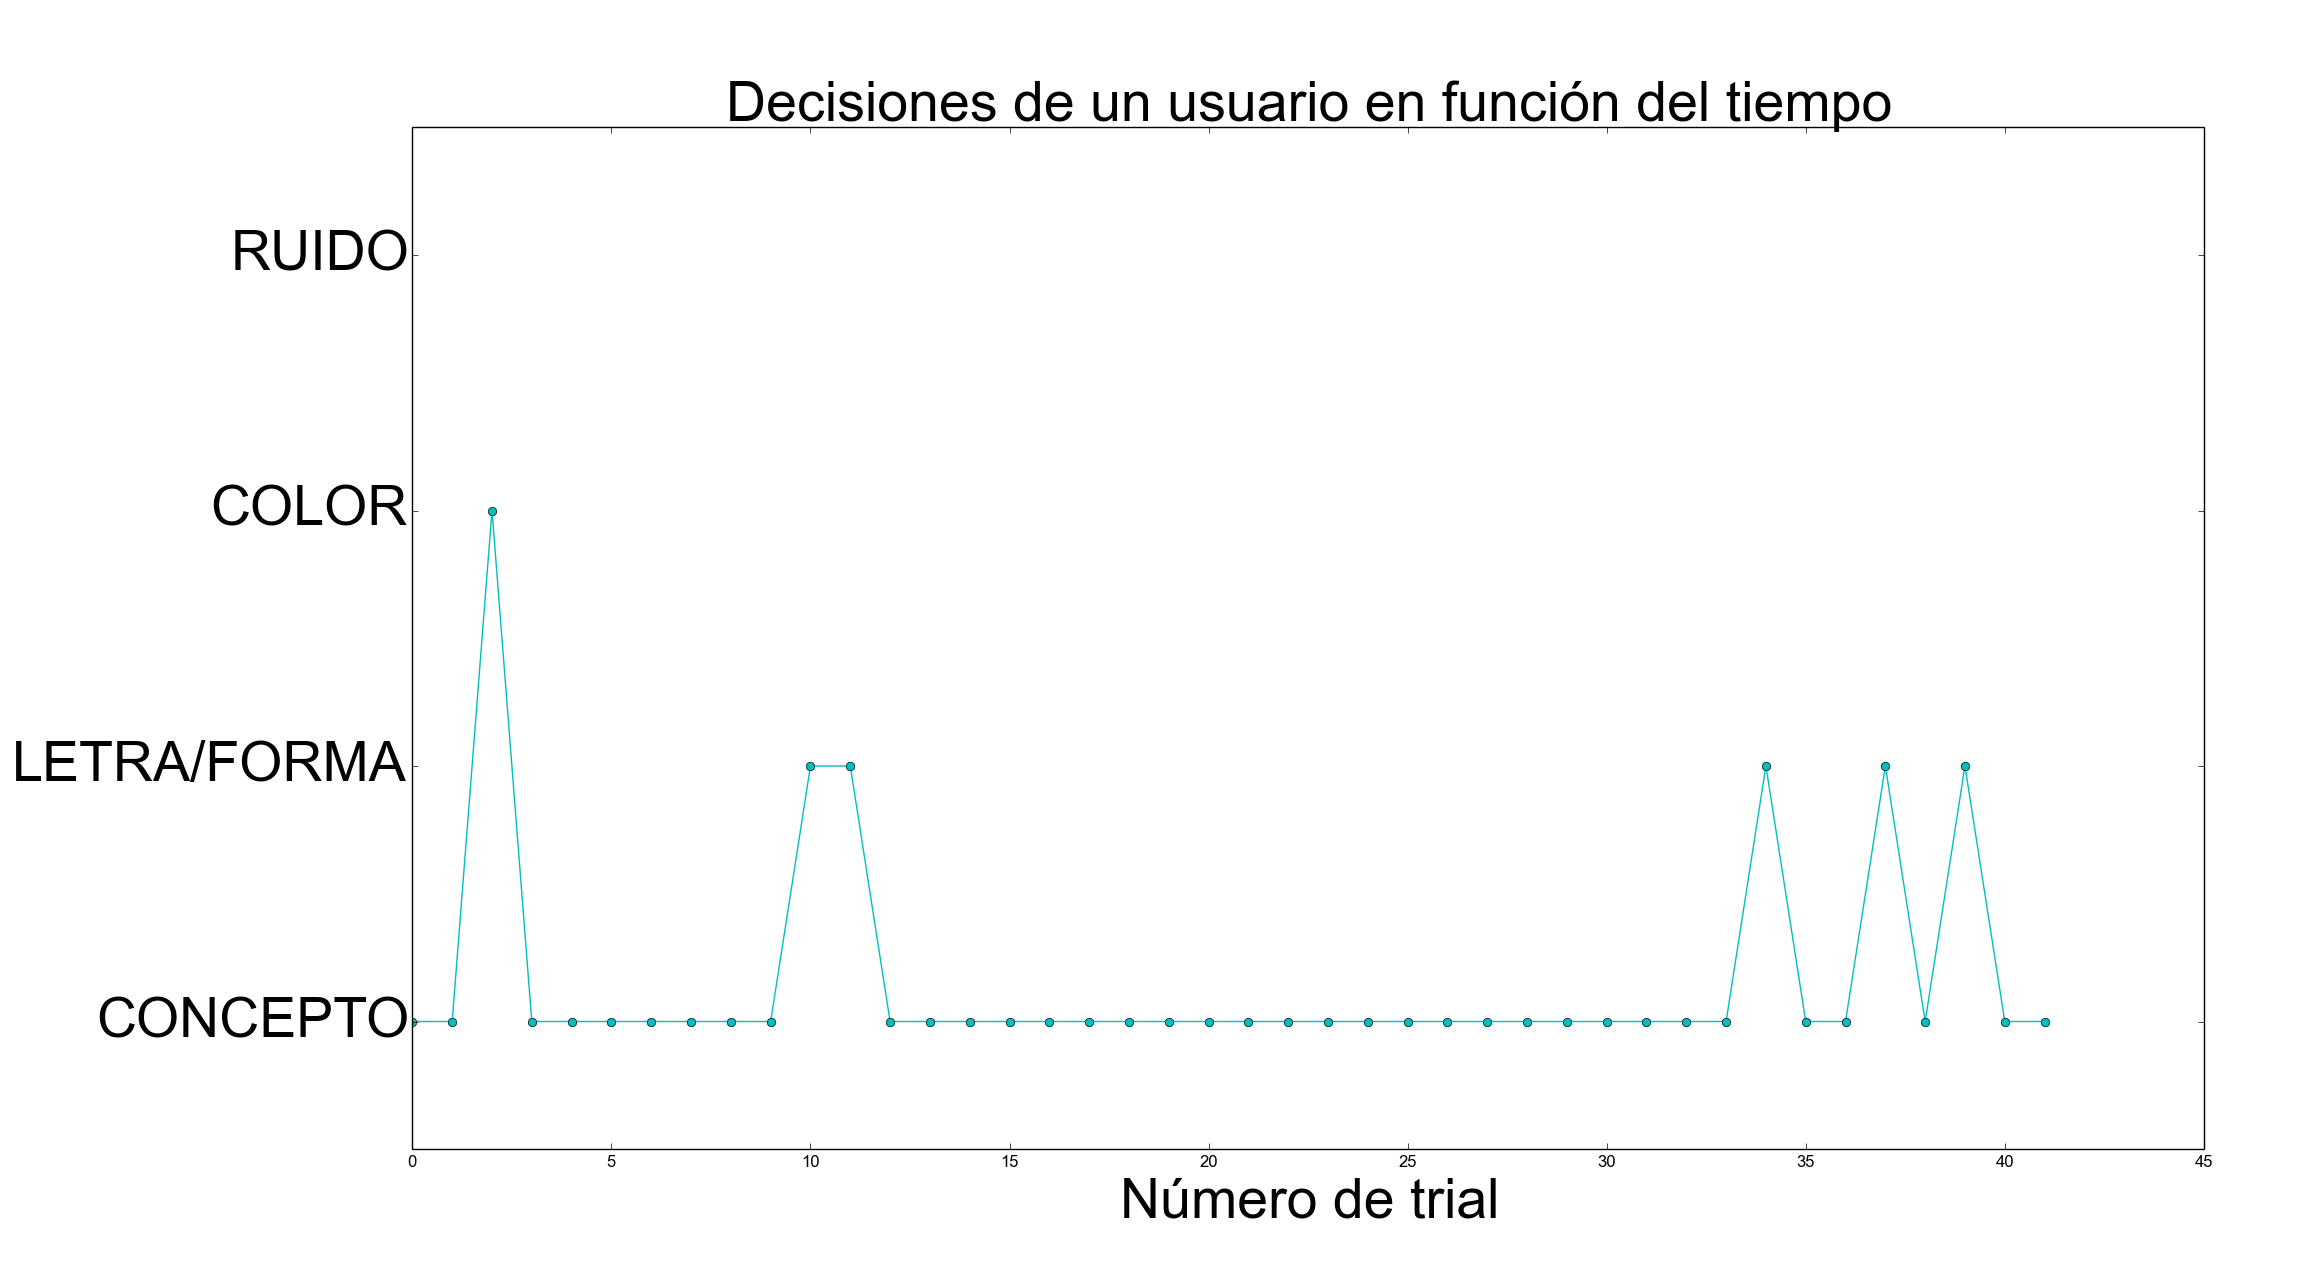 Decisiones de un usuario en función del tiempo
RUIDO
COLOR
LETRA/FORMA
CONCEPTO
0 5 10 15 20 25 30 35 40 45
Número de trial